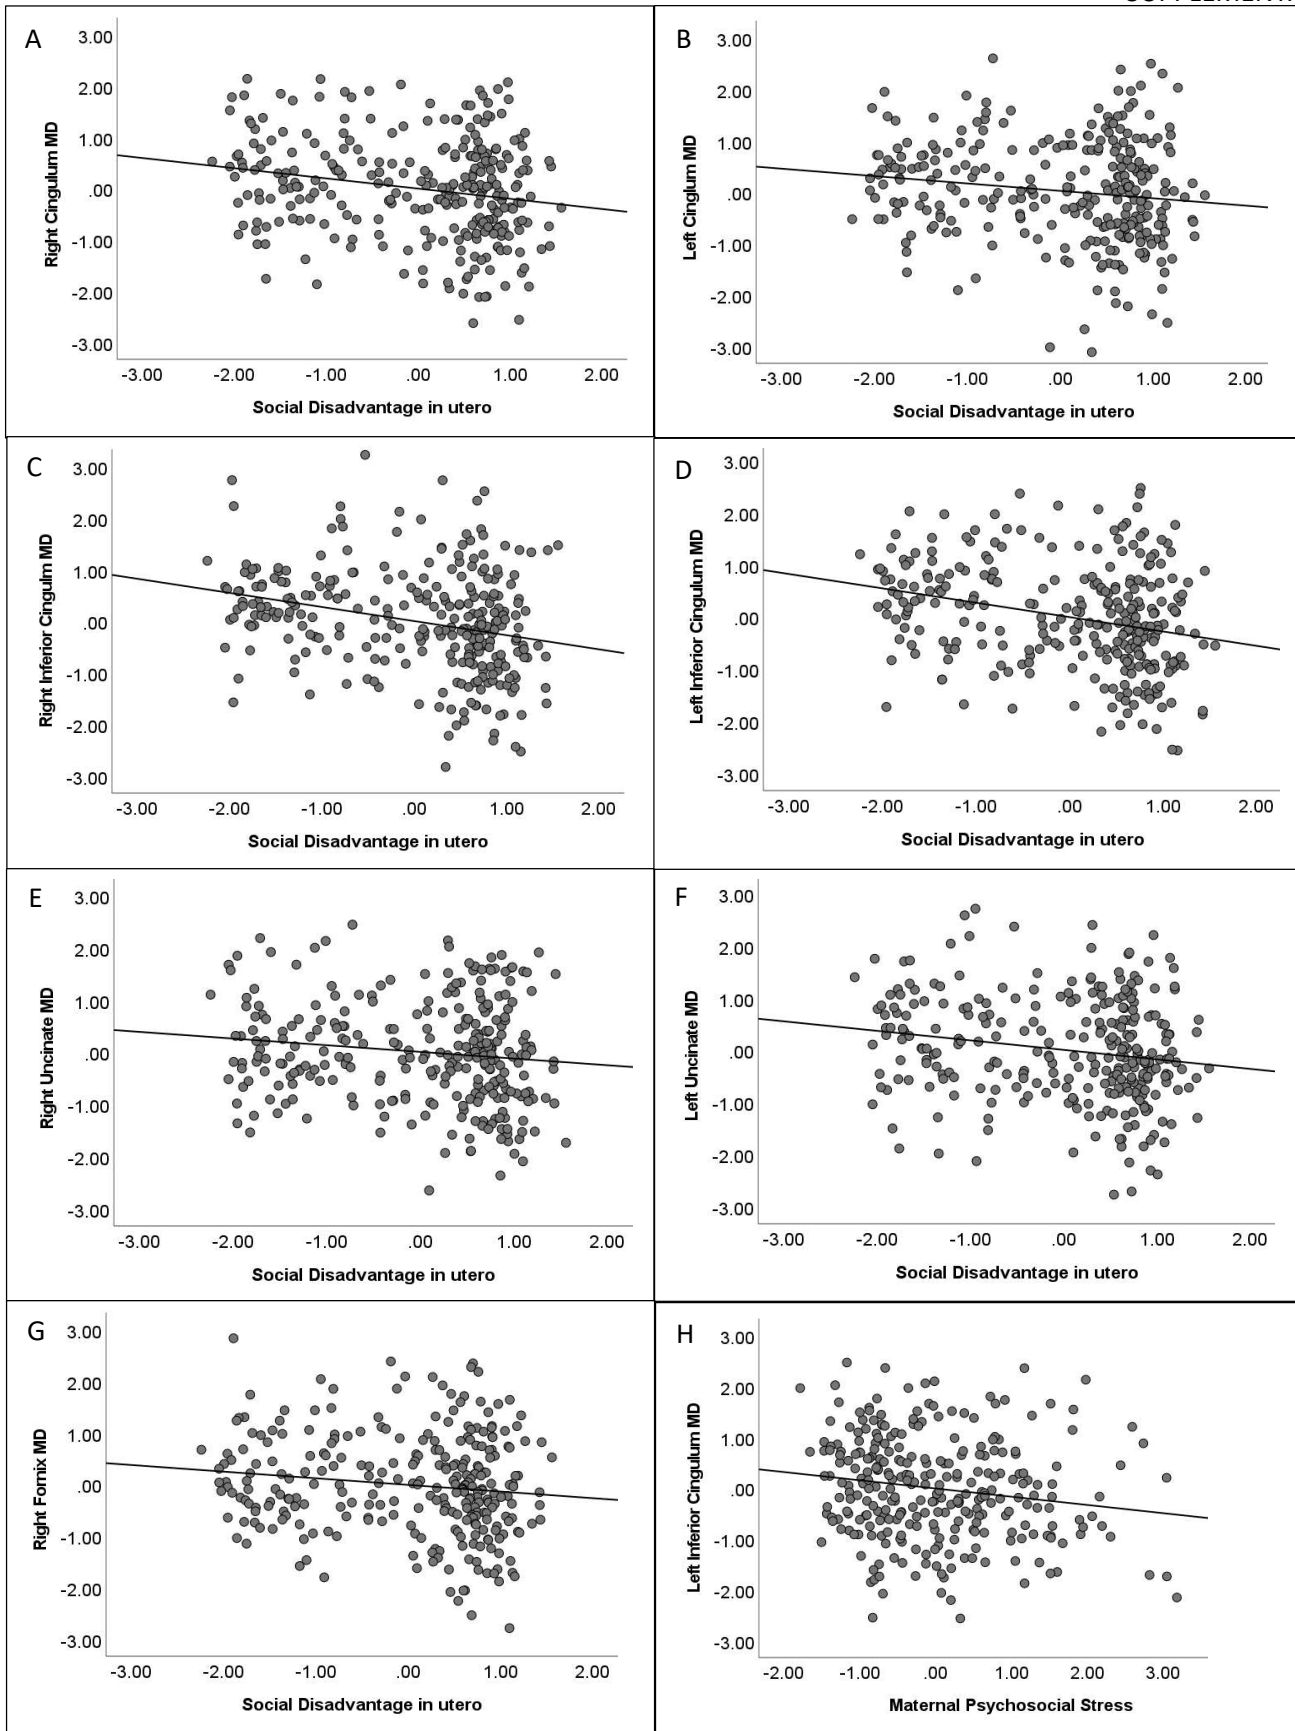 A
Right Cingulum MD
3.00
2.00
1.00
.00
-1.00
-2.00
-3.00
-3.00 -2.00 -1.00 .00 1.00 2.00
Social Disadvantage in utero
B
Left Cinglum MD
3.00
2.00
1.00
.00
-1.00
-2.00
-3.00
-3.00 -2.00 -1.00 .00 1.00 2.00
Social Disadvantage in utero
C
Right Inferior Cingulm MD
3.00
2.00
1.00
.00
-1.00
-2.00
-3.00
-3.00 -2.00 -1.00 .00 1.00 2.00
Social Disadvantage in utero
D
Left Inferior Cingulum MD
3.00
2.00
1.00
.00
-1.00
-2.00
-3.00
-3.00 -2.00 -1.00 .00 1.00 2.00
Social Disadvantage in utero
E
Right Uncinate MD
3.00
2.00
1.00
.00
-1.00
-2.00
-3.00
-3.00 -2.00 -1.00 .00 1.00 2.00
Social Disadvantage in utero
F
Left Uncinate MD
3.00
2.00
1.00
.00
-1.00
-2.00
-3.00
-3.00 -2.00 -1.00 .00 1.00 2.00
Social Disadvantage in utero
G
Right Fornix MD
3.00
2.00
1.00
.00
-1.00
-2.00
-3.00
-3.00 -2.00 -1.00 .00 1.00 2.00
Social Disadvantage in utero
H
Left Inferior Cingulum MD
3.00
2.00
1.00
.00
-1.00
-2.00
-3.00
-2.00 -1.00 .00 1.00 2.00 3.00
Maternal Psychosocial Stress